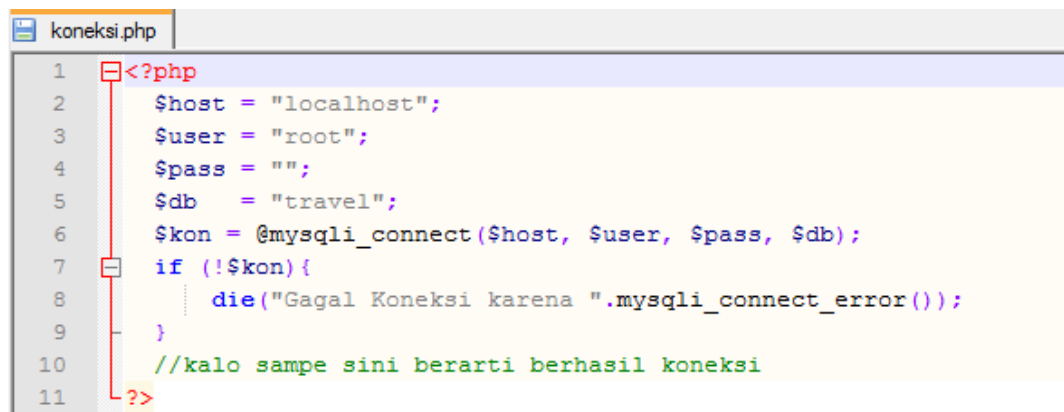 koneksi.php
1 <?php
2 $host = "localhost";
3 $user = "root";
4 $pass = "";
5 $db   = "travel";
6 $kon = @mysqli_connect($host, $user, $pass, $db);
7 if (!$kon){
8 die("Gagal Koneksi karena ".mysqli_connect_error());
9 }
10 //kalo sampe sini berarti berhasil koneksi
11 ?>